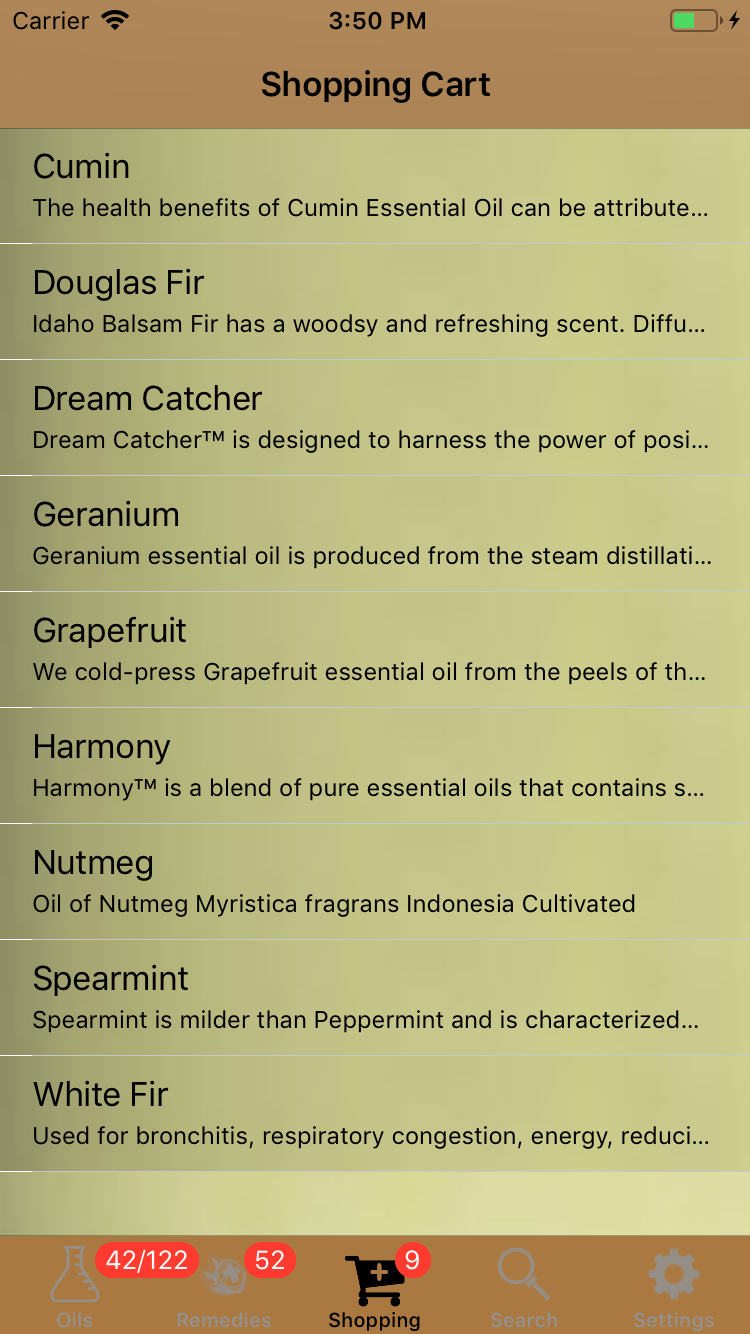 Carrier 3:50 PM
Shopping Cart
Cumin
The health benefits of Cumin Essential Oil can be attribute...
Douglas Fir
Idaho Balsam Fir has a woodsy and refreshing scent. Diffu...
Dream Catcher
Dream Catcher™ is designed to harness the power of posi...
Geranium
Geranium essential oil is produced from the steam distillati...
Grapefruit
We cold-press Grapefruit essential oil from the peels of th...
Harmony
Harmony™ is a blend of pure essential oils that contains s...
Nutmeg
Oil of Nutmeg Myristica fragrans Indonesia Cultivated
Spearmint
Spearmint is milder than Peppermint and is characterized...
White Fir
Used for bronchitis, respiratory congestion, energy, reduci...
42/122 52 9
Oils Remedies Shopping Search Settings